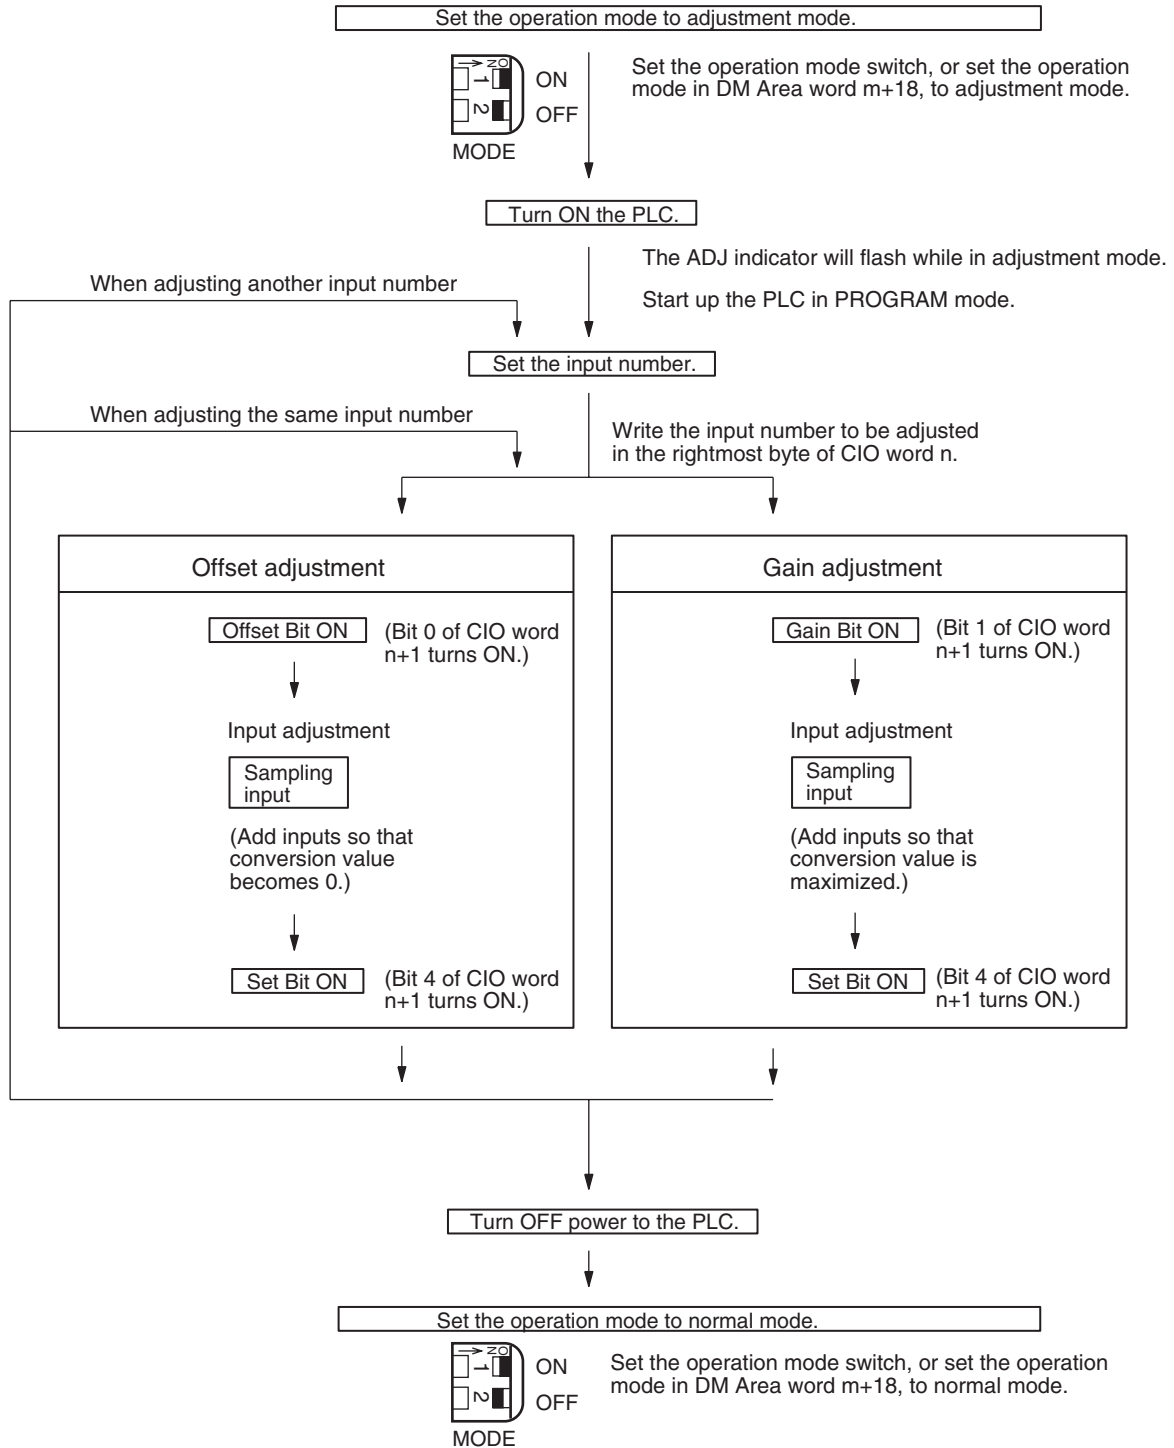 Set the operation mode to adjustment mode.
ON
1
2
ON
OFF
MODE
Set the operation mode switch, or set the operation
mode in DM Area word m+18, to adjustment mode.
Turn ON the PLC.
The ADJ indicator will flash while in adjustment mode.
Start up the PLC in PROGRAM mode.
When adjusting another input number
Set the input number.
When adjusting the same input number
Write the input number to be adjusted
in the rightmost byte of CIO word n.
Offset adjustment
Offset Bit ON
(Bit 0 of CIO word
n+1 turns ON.)
Input adjustment
Sampling
input
(Add inputs so that
conversion value
becomes 0.)
Set Bit ON
(Bit 4 of CIO word
n+1 turns ON.)
Gain adjustment
Gain Bit ON
(Bit 1 of CIO word
n+1 turns ON.)
Input adjustment
Sampling
input
(Add inputs so that
conversion value is
maximized.)
Set Bit ON
(Bit 4 of CIO word
n+1 turns ON.)
Turn OFF power to the PLC.
Set the operation mode to normal mode.
ON
1
2
ON
OFF
MODE
Set the operation mode switch, or set the operation
mode in DM Area word m+18, to normal mode.